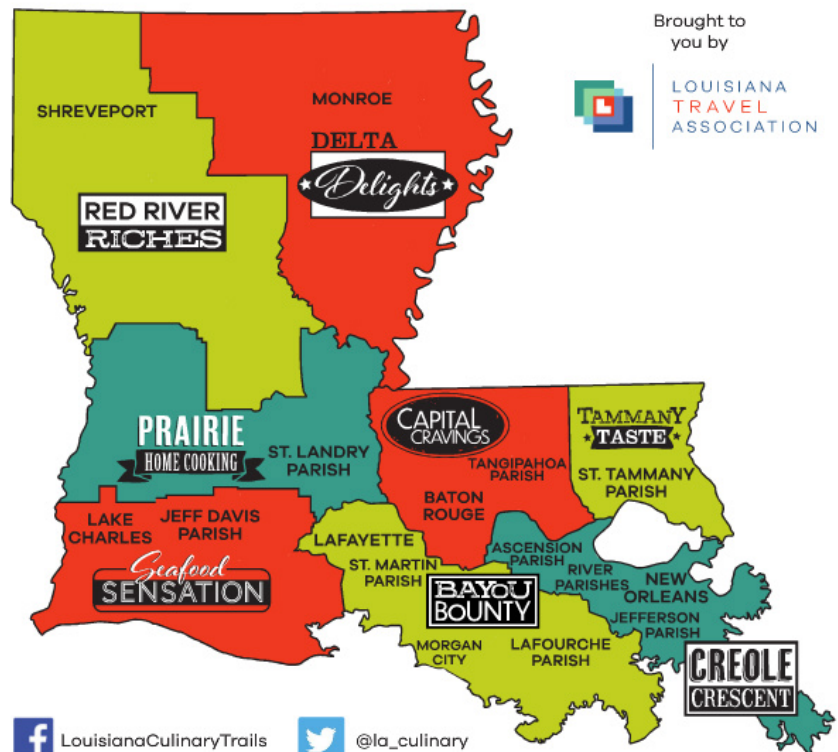 Brought to
you by
LOUISIANA
TRAVEL
ASSOCIATION
SHREVEPORT
MONROE
DELTA
Delights
RED RIVER
RICHES
PRAIRIE
HOME COOKING
ST. LANDRY
PARISH
CAPITAL
CRAVINGS
TANGIPAHOA
PARISH
BATON
ROUGE
TAMMANY
TASTE
ST. TAMMANY
PARISH
LAKE
CHARLES
JEFF DAVIS
PARISH
Seafood
SENSATION
LAFAYETTE
ST. MARTIN
PARISH
BAYOU
BOUNTY
MORGAN
CITY
LAFOURCHE
PARISH
ASCENSION
PARISH
RIVER
PARISHES
NEW
ORLEANS
JEFFERSON
PARISH
CREOLE
CRESCENT
LouisianaCulinaryTrails
@la_culinary